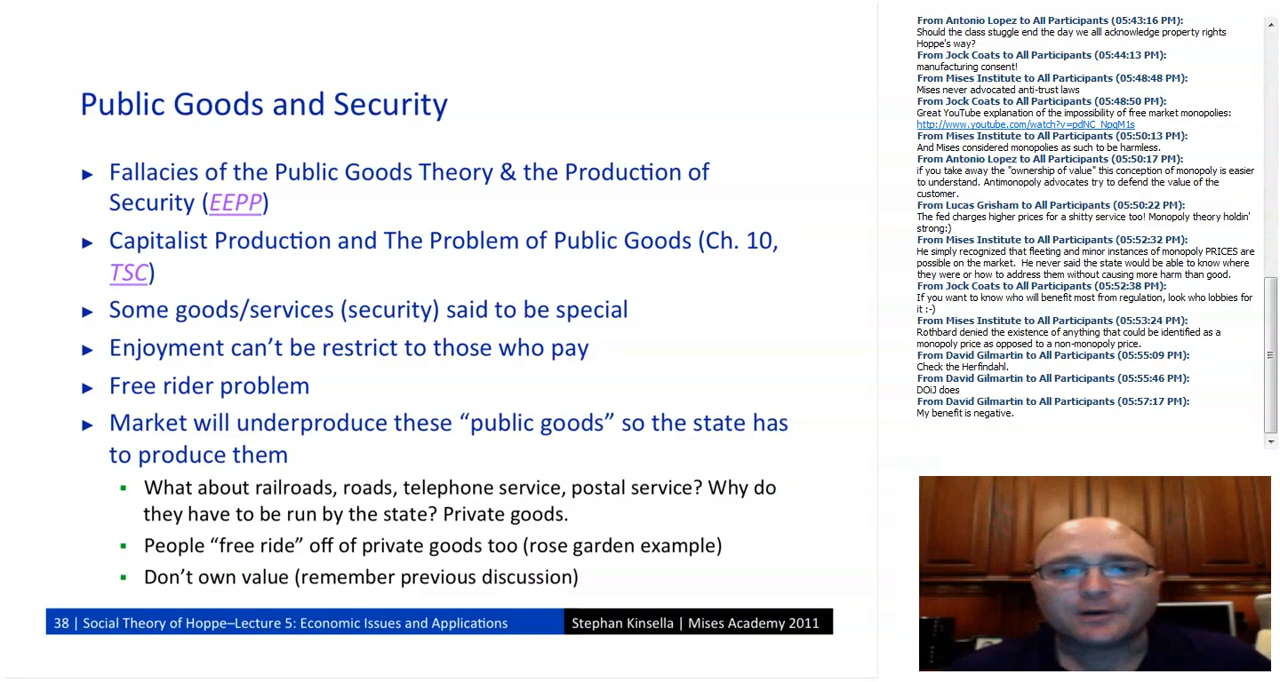 Public Goods and Security
► Fallacies of the Public Goods Theory & the Production of
Security (EEPP)
► Capitalist Production and The Problem of Public Goods (Ch. 10,
TSC)
► Some goods/services (security) said to be special
► Enjoyment can't be restrict to those who pay
► Free rider problem
► Market will underproduce these “public goods” so the state has
to produce them
▪ What about railroads, roads, telephone service, postal service? Why do
they have to be run by the state? Private goods.
▪ People “free ride” off of private goods too (rose garden example)
▪ Don't own value (remember previous discussion)
38 | Social Theory of Hoppe–Lecture 5: Economic Issues and Applications
Stephan Kinsella | Mises Academy 2011
From Antonio Lopez to All Participants (05:43:16 PM):
Should the class stuggle end the day we all acknowledge property rights
Hoppe's way?
From Jock Coats to All Participants (05:44:13 PM):
manufacturing consent!
From Mises Institute to All Participants (05:48:48 PM):
Mises never advocated anti-trust laws
From Jock Coats to All Participants (05:48:50 PM):
Great YouTube explanation of the impossibility of free market monopolies:
http://www.youtube.com/watch?v=pdNC_NpqM1s
From Mises Institute to All Participants (05:50:13 PM):
And Mises considered monopolies as such to be harmless.
From Antonio Lopez to All Participants (05:50:17 PM):
if you take away the "ownership of value" this conception of monopoly is easier
to understand. Antimonopoly advocates try to defend the value of the
customer.
From Lucas Grisham to All Participants (05:50:22 PM):
The fed charges higher prices for a shitty service too! Monopoly theory holdin'
strong:)
From Mises Institute to All Participants (05:52:32 PM):
He simply recognized that fleeting and minor instances of monopoly PRICES are
possible on the market. He never said the state would be able to know where
they were or how to address them without causing more harm than good.
From Jock Coats to All Participants (05:52:38 PM):
If you want to know who will benefit most from regulation, look who lobbies for
it :-)
From Mises Institute to All Participants (05:53:24 PM):
Rothbard denied the existence of anything that could be identified as a
monopoly price as opposed to a non-monopoly price.
From David Gilmartin to All Participants (05:55:09 PM):
Check the Herfindahl.
From David Gilmartin to All Participants (05:55:46 PM):
DOiJ does
From David Gilmartin to All Participants (05:57:17 PM):
My benefit is negative.